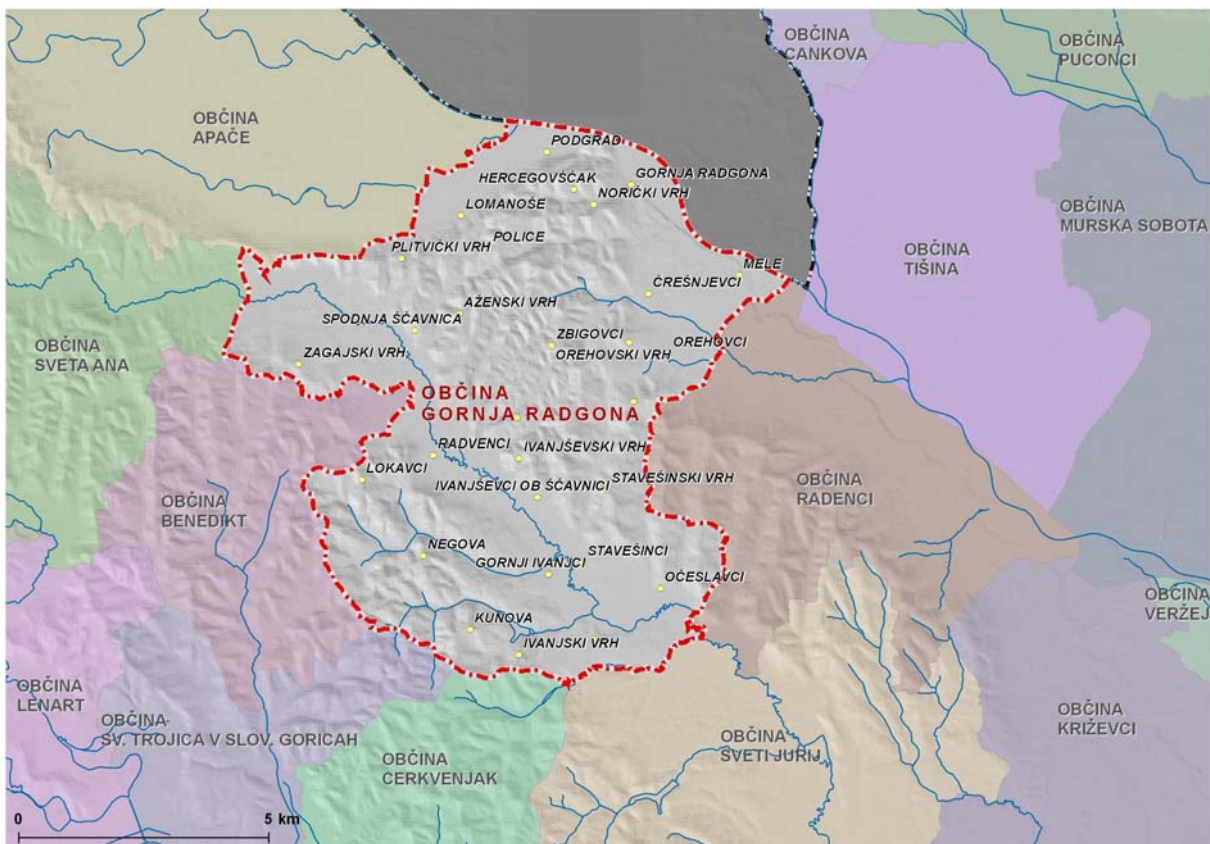 OBČINA
CANKOVA
OBČINA
PUCONCI
OBČINA
APAČE
PODGRAD
HERCEGOVŠČAK
GORNJA RADGONA
NORIČKI VRH
LOMANOŠE
OBČINA
MURSKA SOBOTA
POLICE
PLITVIČKI VRH
OBČINA
TIŠINA
MELE
ČREŠNJEVCI
AŽENSKI VRH
SPODNJA ŠČAVNICA
ZBIGOVCI
OREHOVCI
OREHOVSKI VRH
OBČINA
SVETA ANA
ZAGAJSKI VRH
OBČINA
GORNJA RADGONA
RADVENCI
IVANJŠEVSKI VRH
LOKAVCI
IVANJŠEVCI OB ŠČAVNICI
STAVEŠINSKI VRH
OBČINA
RADENCI
OBČINA
BENEDIKT
NEGOVA
STAVEŠINCI
GORNJI IVANJCI
OČESLAVCI
OBČINA
VERŽEJ
KUNOVA
IVANJSKI VRH
OBČINA
LENART
OBČINA
SV. TROJICA V SLOV. GORICAH
OBČINA
KRIŽEVCI
OBČINA
SVETI JURIJ
OBČINA
CERKVENJAK
0 5 km